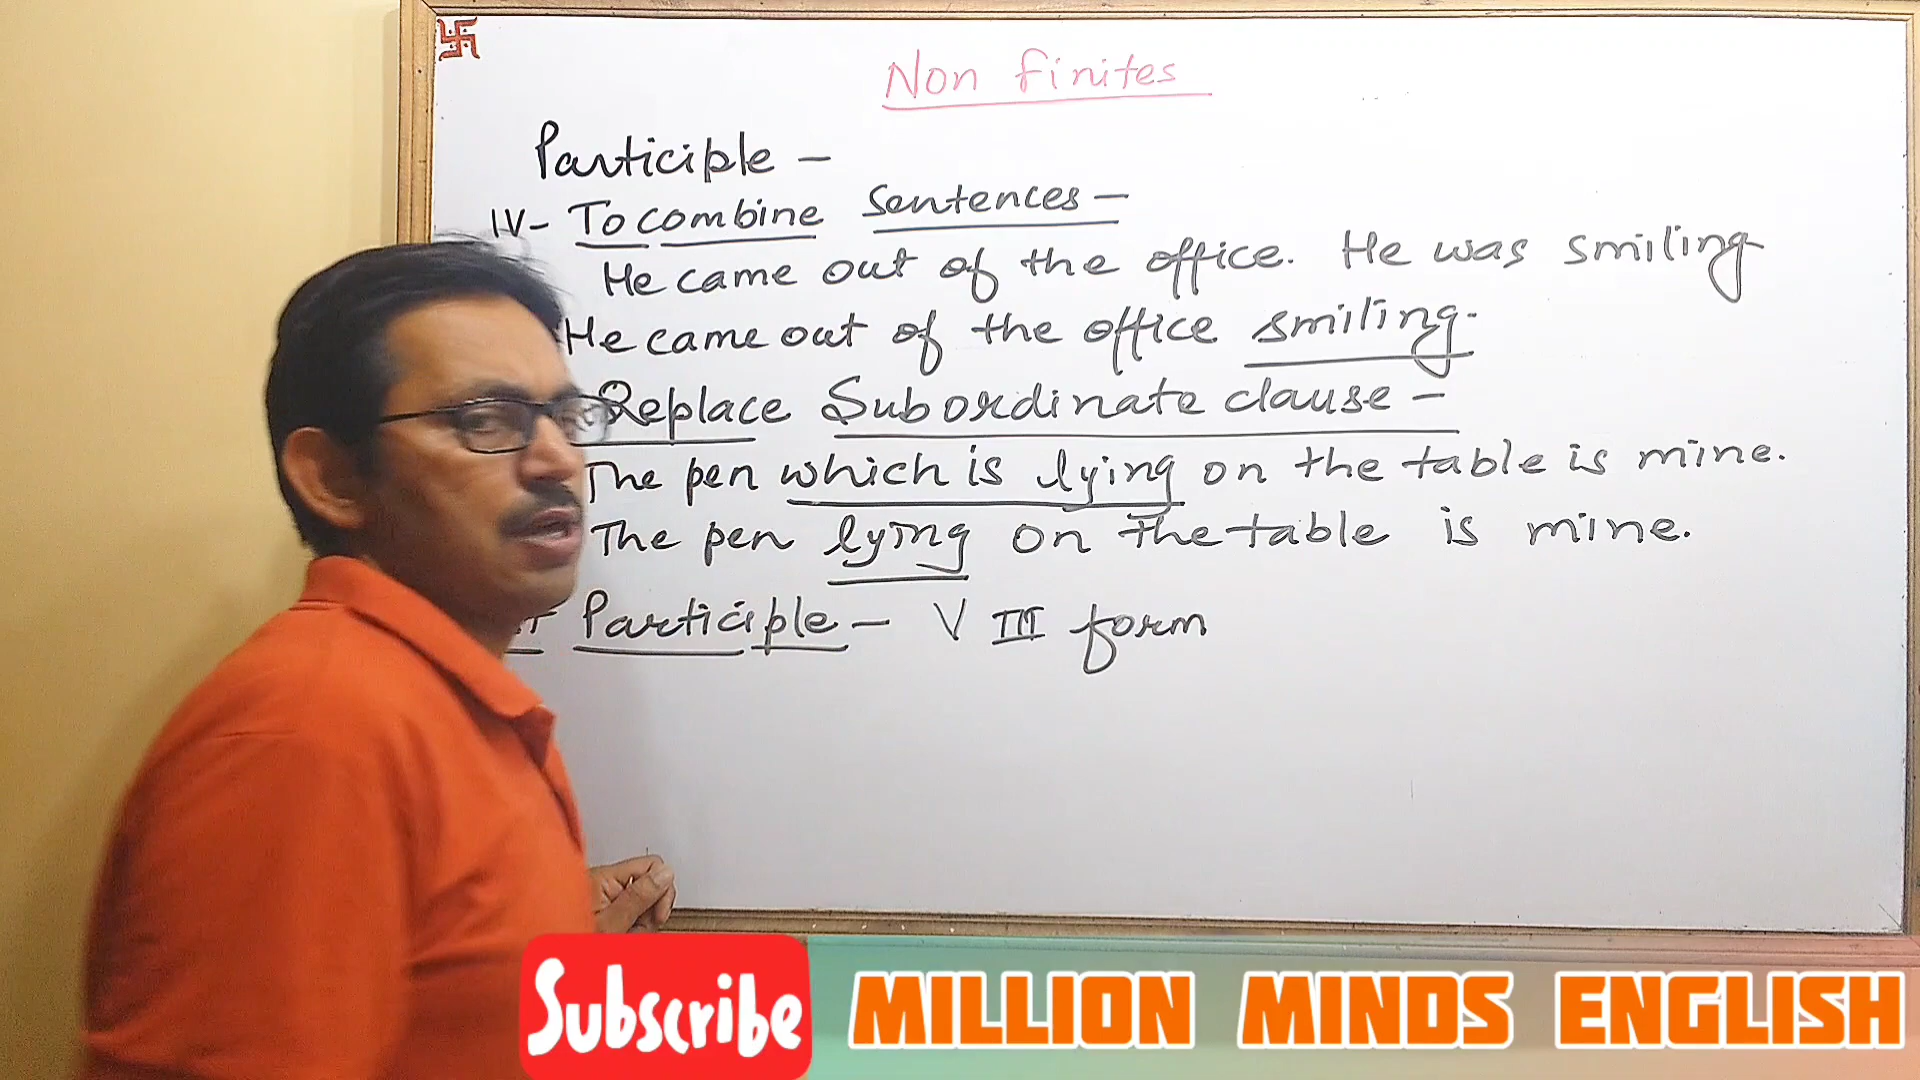 Non finites
Participle –
IV- To combine Sentences –
He came out of the office. He was smiling
He came out of the office smiling.
Replace Subordinate clause –
The pen which is lying on the table is mine.
The pen lying on the table is mine.
Participle – V III form
Subscribe MILLION MINDS ENGLISH